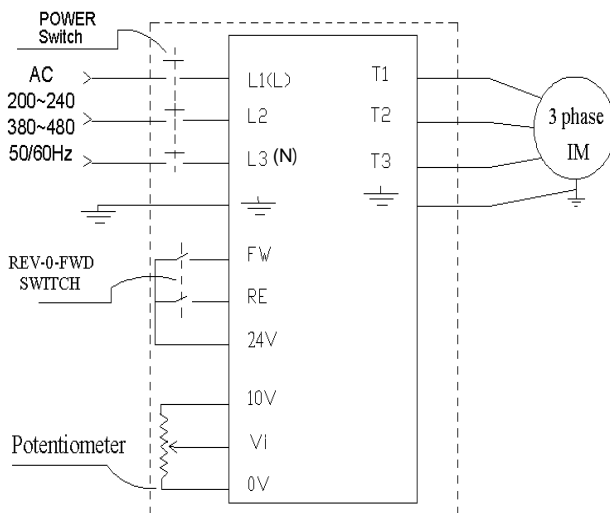 POWER
Switch
AC
200~240
380~480
50/60Hz
L1(L)
L2
L3 (N)
T1
T2
T3
3 phase
IM
REV-0-FWD
SWITCH
FW
RE
24V
10V
VI
0V
Potentiometer